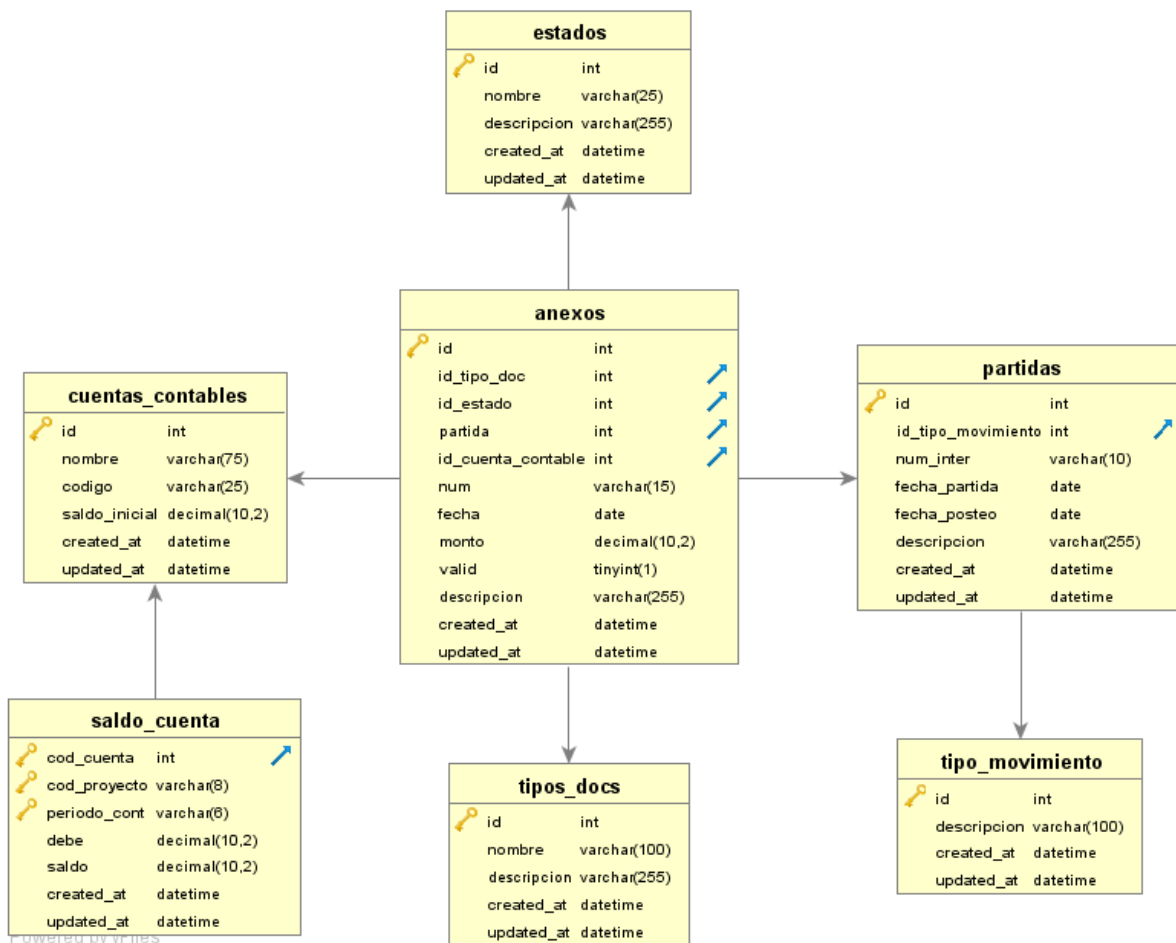 estados
id int
nombre varchar(25)
descripcion varchar(255)
created_at datetime
updated_at datetime
anexos
id int
id_tipo_doc int
id_estado int
partida int
id_cuenta_contable int
num varchar(15)
fecha date
monto decimal(10,2)
valid tinyint(1)
descripcion varchar(255)
created_at datetime
updated_at datetime
cuentas_contables
id int
nombre varchar(75)
codigo varchar(25)
saldo_inicial decimal(10,2)
created_at datetime
updated_at datetime
partidas
id int
id_tipo_movimiento int
num_inter varchar(10)
fecha_partida date
fecha_posteo date
descripcion varchar(255)
created_at datetime
updated_at datetime
saldo_cuenta
cod_cuenta int
cod_proyecto varchar(8)
periodo_cont varchar(6)
debe decimal(10,2)
saldo decimal(10,2)
created_at datetime
updated_at datetime
tipos_docs
id int
nombre varchar(100)
descripcion varchar(255)
created_at datetime
updated_at datetime
tipo_movimiento
id int
descripcion varchar(100)
created_at datetime
updated_at datetime
Powered by yFiles